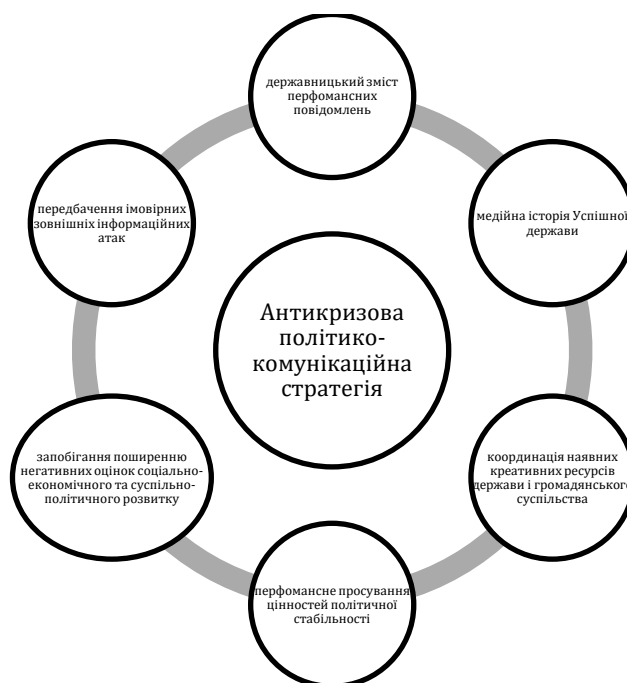 державницький зміст
перфомансних
повідомлень
передбачення імовірних
зовнішніх інформаційних
атак
медійна історія Успішної
держави
Антикризова
політико-
комунікаційна
стратегія
запобігання поширенню
негативних оцінок соціально-
економічного та суспільно-
політичного розвитку
координація наявних
креативних ресурсів
держави і громадянського
суспільства
перфомансне просування
цінностей політичної
стабільності